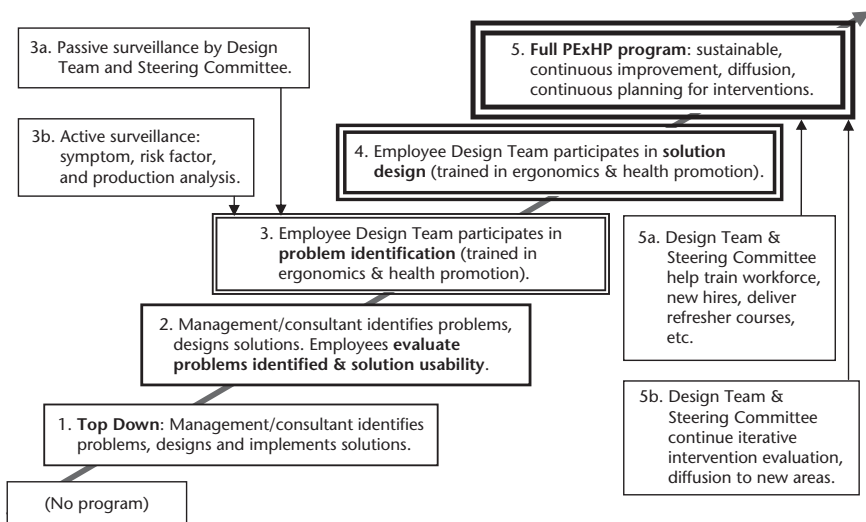 3a. Passive surveillance by Design
Team and Steering Committee.
3b. Active surveillance:
symptom, risk factor,
and production analysis.
5. Full PExHP program: sustainable,
continuous improvement, diffusion,
continuous planning for interventions.
4. Employee Design Team participates in solution
design (trained in ergonomics & health promotion).
3. Employee Design Team participates in
problem identification (trained in
ergonomics & health promotion).
5a. Design Team &
Steering Committee
help train workforce,
new hires, deliver
refresher courses,
etc.
2. Management/consultant identifies problems,
designs solutions. Employees evaluate
problems identified & solution usability.
5b. Design Team &
Steering Committee
continue iterative
intervention evaluation,
diffusion to new areas.
1. Top Down: Management/consultant identifies
problems, designs and implements solutions.
(No program)